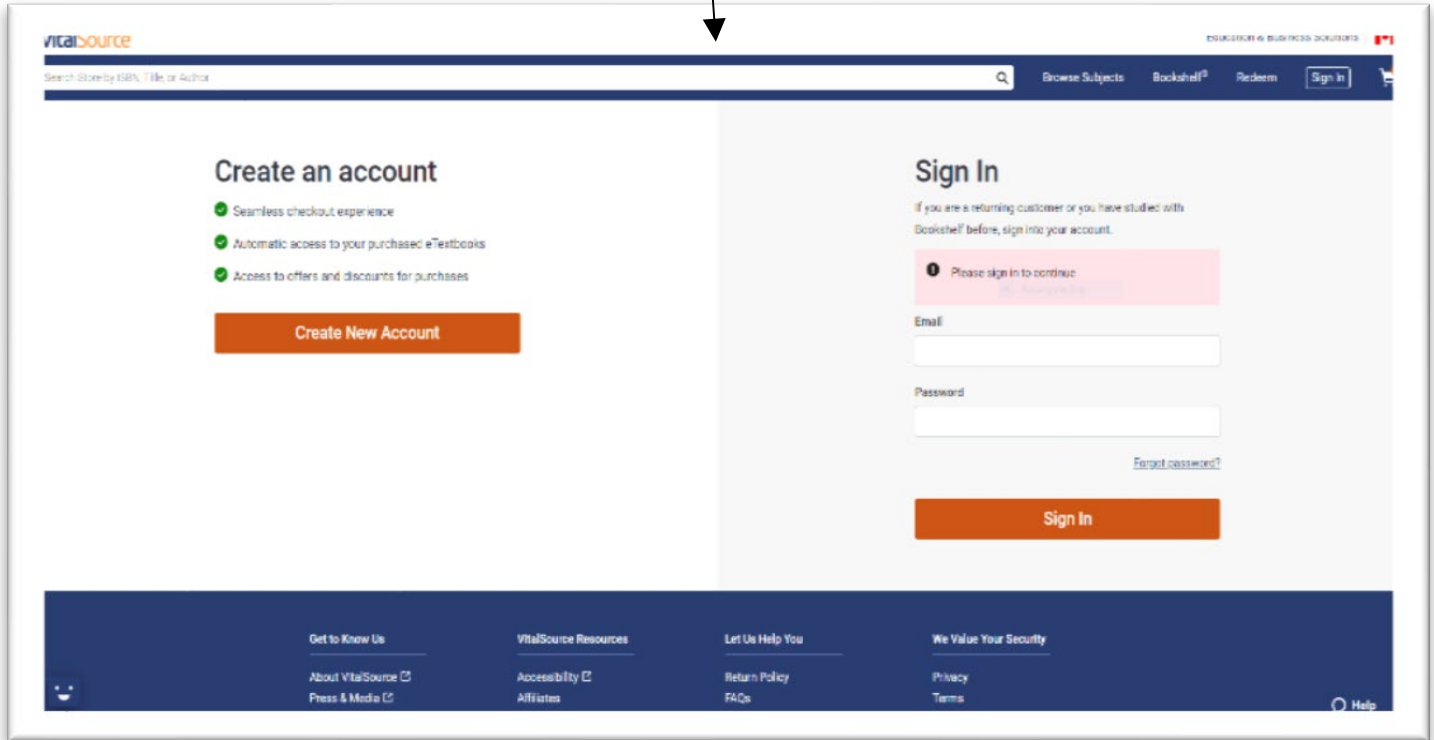 VitalSource
Education & Business Solutions
Search Store by ISBN, Title, or Author
Browse Subjects
Bookshelf
Redeem
Sign In
Create an account
Seamless checkout experience
Automatic access to your purchased eTextbooks
Access to offers and discounts for purchases
Create New Account
Sign In
If you are a returning customer or you have studied with
Bookshelf before, sign into your account.
Please sign in to continue
Email
Password
Forgot password?
Sign In
Get to Know Us
About VitalSource
Press & Media
VitalSource Resources
Accessibility
Affiliates
Let Us Help You
Return Policy
FAQs
We Value Your Security
Privacy
Terms
Help